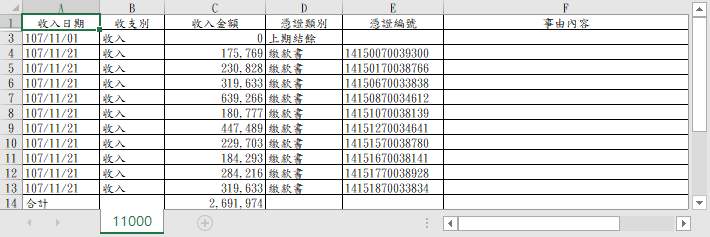 A B C D E F
1 收入日期 收支別 收入金額 憑證類別 憑證編號 事由內容
3 107/11/01 收入 0 上期結餘
4 107/11/21 收入 175,769 繳款書 14150070039300
5 107/11/21 收入 230,828 繳款書 14150170038766
6 107/11/21 收入 319,633 繳款書 14150670033838
7 107/11/21 收入 639,266 繳款書 14150870034612
8 107/11/21 收入 180,777 繳款書 14151070038139
9 107/11/21 收入 447,489 繳款書 14151270034641
10 107/11/21 收入 229,703 繳款書 14151570038780
11 107/11/21 收入 184,293 繳款書 14151670038141
12 107/11/21 收入 284,216 繳款書 14151770038928
13 107/11/21 收入 319,633 繳款書 14151870033834
14 合計 2,691,974
11000